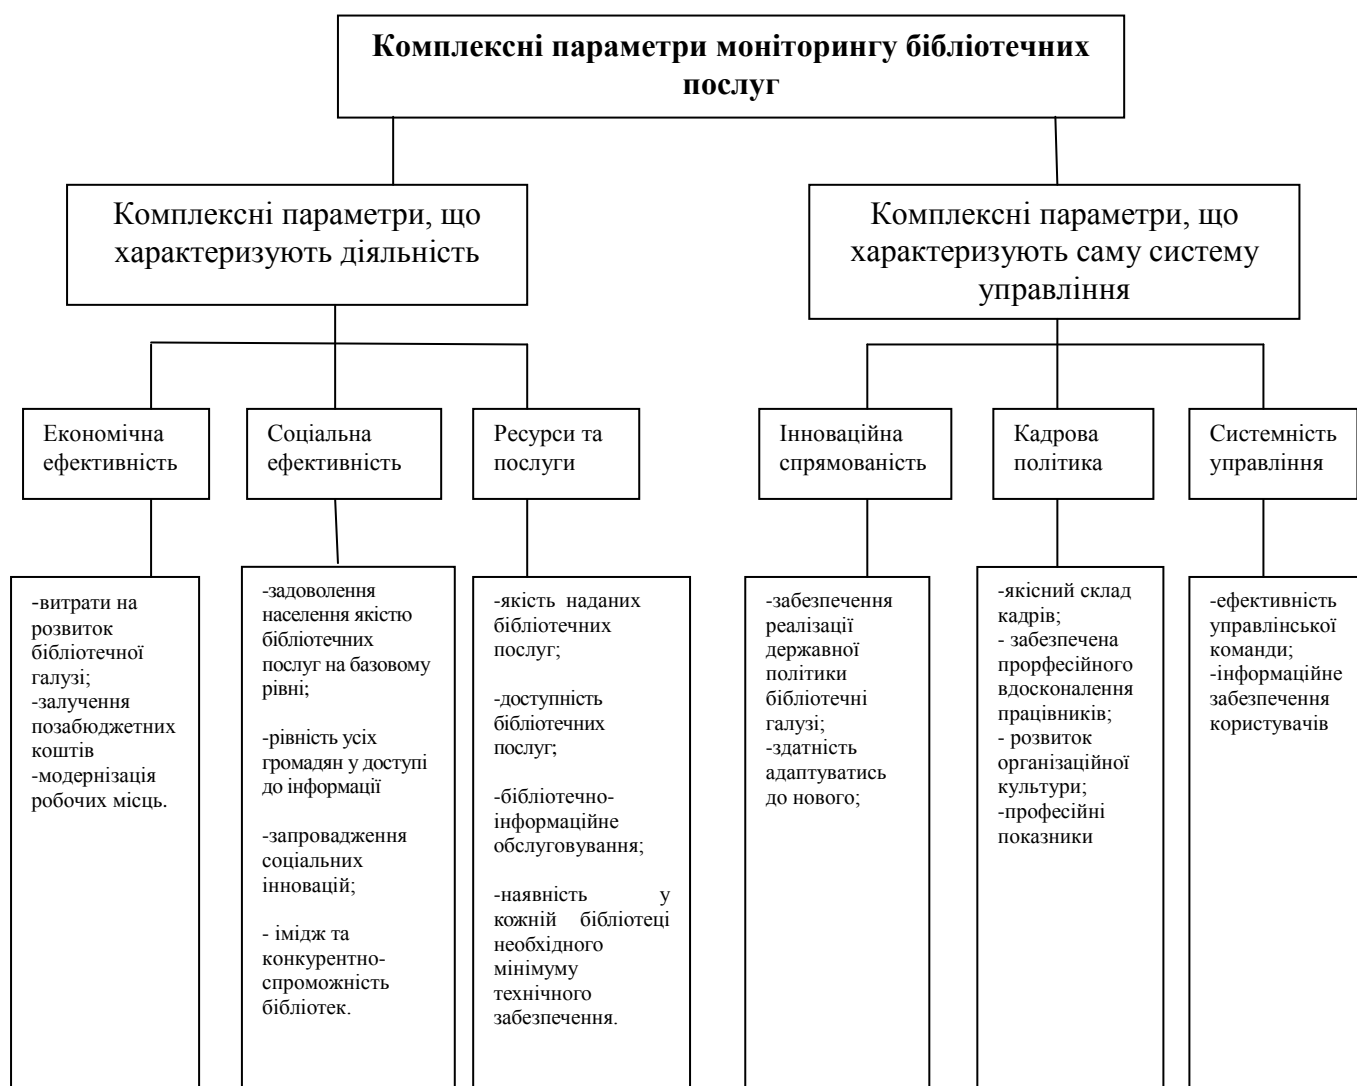 Комплексні параметри моніторингу бібліотечних
послуг
Комплексні параметри, що
характеризують діяльність
Комплексні параметри, що
характеризують саму систему
управління
Економічна
ефективність
Соціальна
ефективність
Ресурси та
послуги
Інноваційна
спрямованість
Кадрова
політика
Системність
управління
-витрати на
розвиток
бібліотечної
галузі;
-залучення
позабюджетних
коштів
-модернізація
робочих місць.
-задоволення
населення якістю
бібліотечних
послуг на базовому
рівні;
-рівність усіх
громадян у доступі
до інформації
-запровадження
соціальних
інновацій;
- імідж та
конкурентно-
спроможність
бібліотек.
-якість наданих
бібліотечних
послуг;
-доступність
бібліотечних
послуг;
-бібліотечно-
інформаційне
обслуговування;
-наявність у
кожній бібліотеці
необхідного
мінімуму
технічного
забезпечення.
-забезпечення
реалізації
державної
політики
бібліотечні
галузі;
-здатність
адаптуватись
до нового;
-якісний склад
кадрів;
- забезпечена
прорфесійного
вдосконалення
працівників;
- розвиток
організаційної
культури;
-професійні
показники
-ефективність
управлінської
команди;
-інформаційне
забезпечення
користувачів